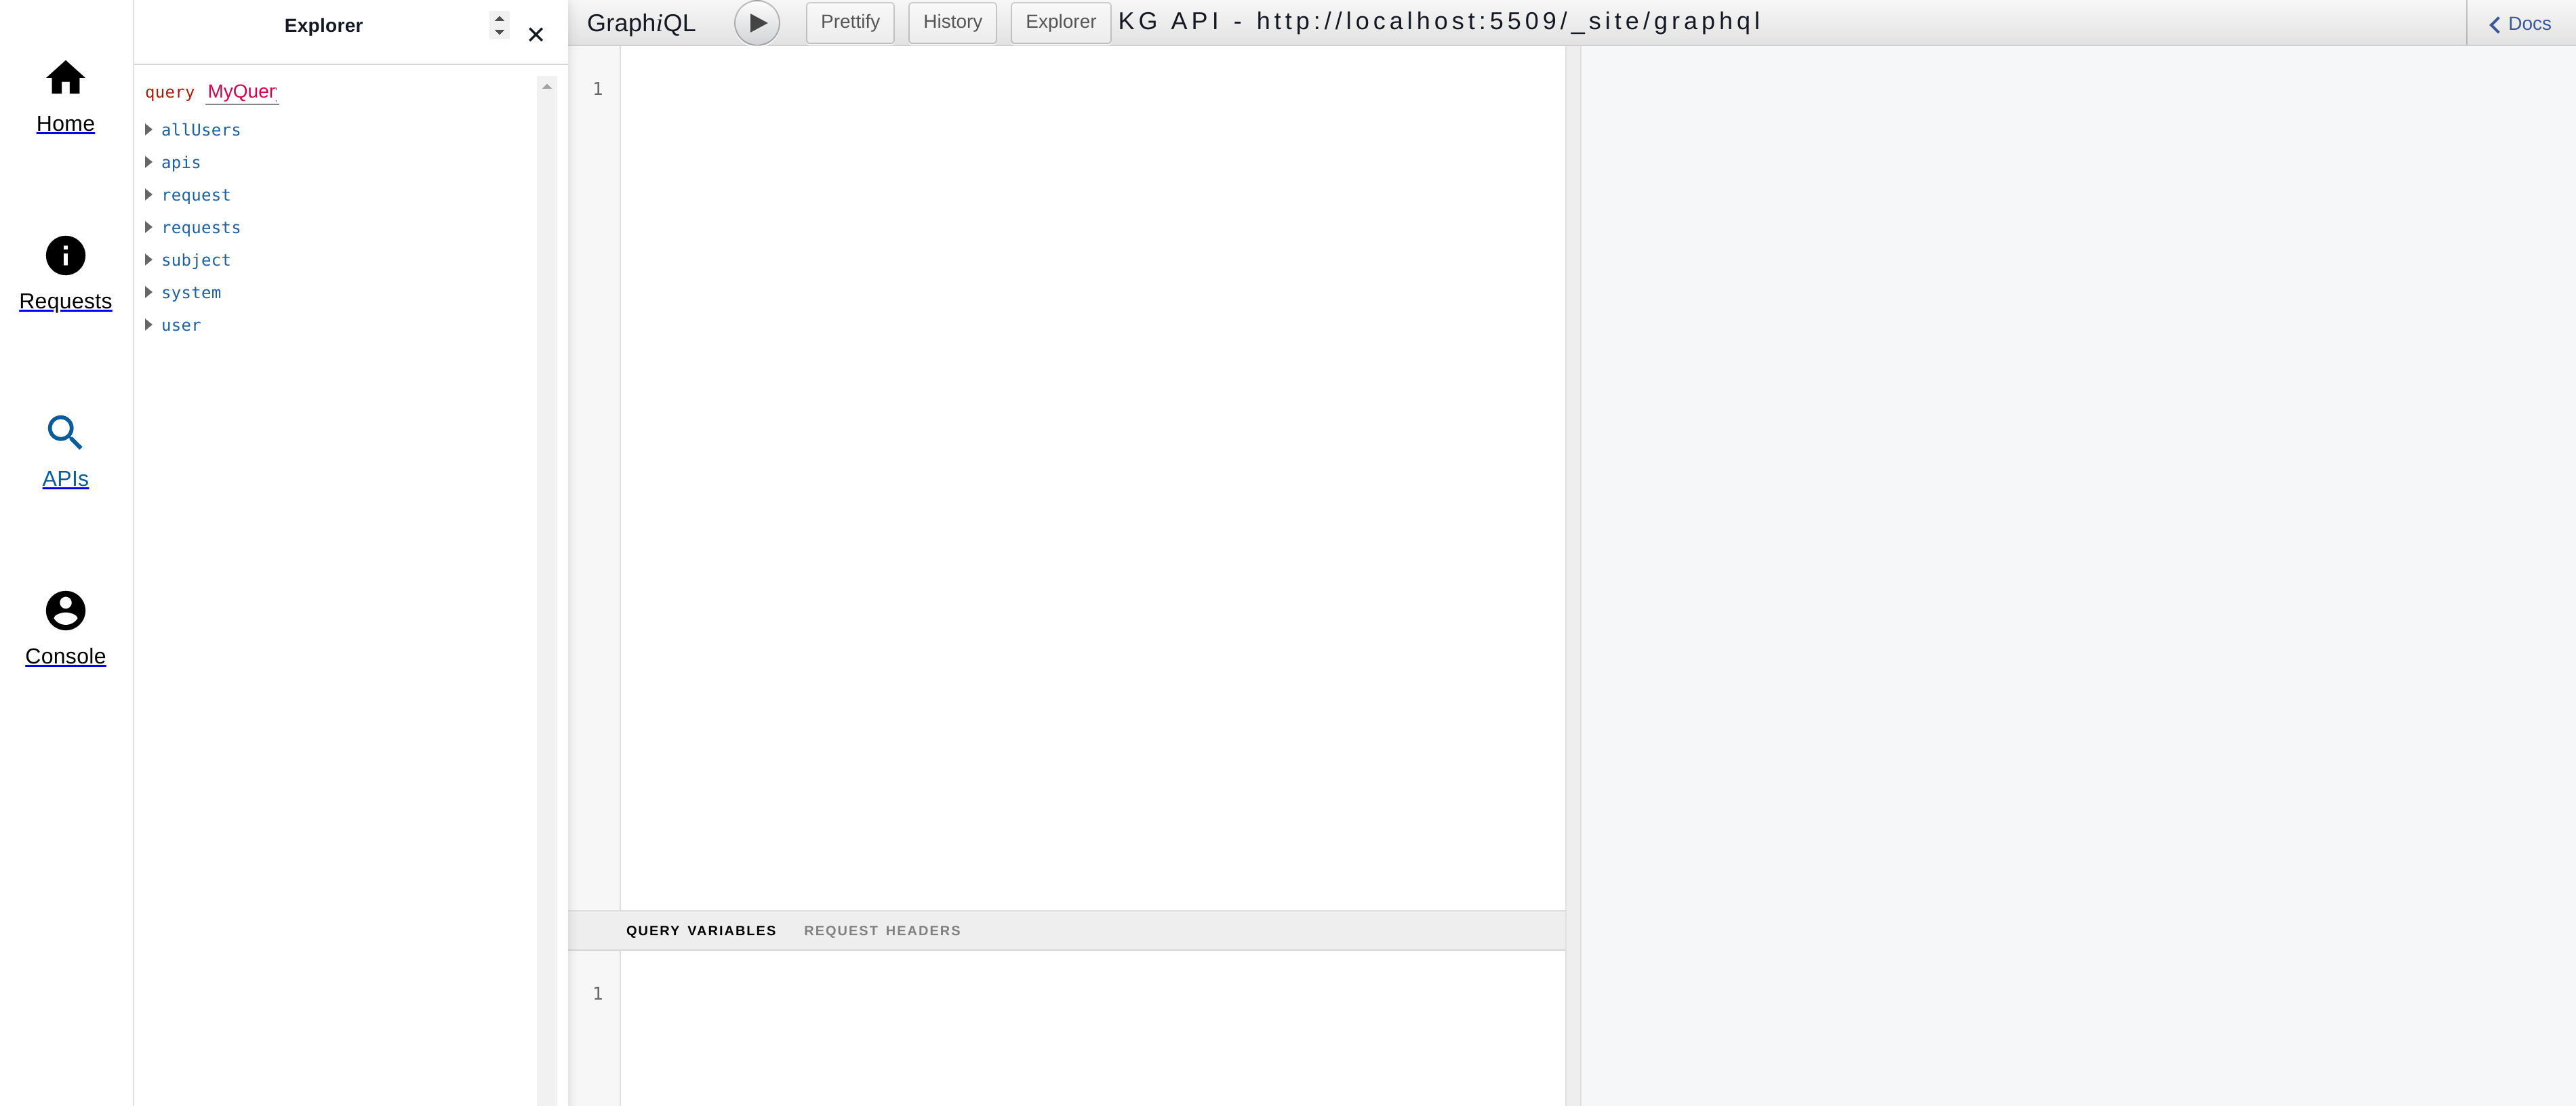 Home
Requests
APIs
Console
Explorer
query MyQuer
allUsers
apis
request
requests
subject
system
user
GraphiQL
Prettify
History
Explorer
KG API - http://localhost:5509/_site/graphql
Docs
1
QUERY VARIABLES
REQUEST HEADERS
1